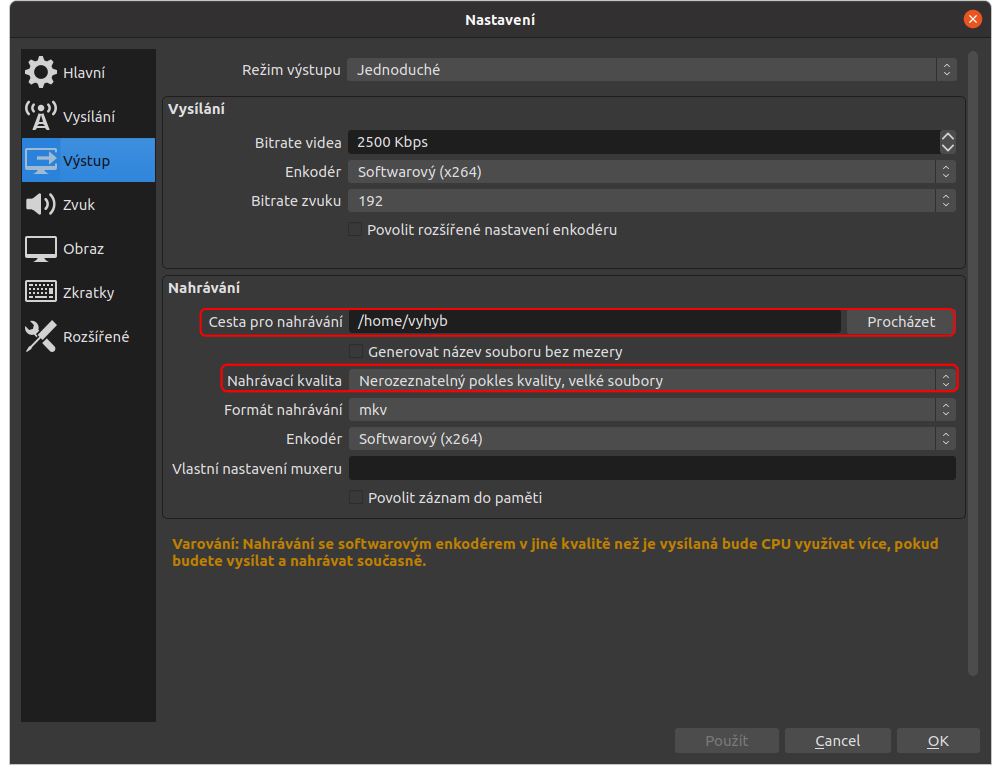 Nastavení
Hlavní
Vysílání
Výstup
Zvuk
Obraz
Zkratky
Rozšířené
Režim výstupu Jednoduché
Vysílání
Bitrate videa 2500 Kbps
Enkodér Softwarový (x264)
Bitrate zvuku 192
Povolit rozšířené nastavení enkodéru
Nahrávání
Cesta pro nahrávání /home/vyhyb Procházet
Generovat název souboru bez mezery
Nahrávací kvalita Nerozeznatelný pokles kvality, velké soubory
Formát nahrávání mkv
Enkodér Softwarový (x264)
Vlastní nastavení muxeru
Povolit záznam do paměti
Varování: Nahrávání se softwarovým enkodérem v jiné kvalitě než je vysílaná bude CPU využívat více, pokud
budete vysílat a nahrávat současně.
Použít Cancel OK